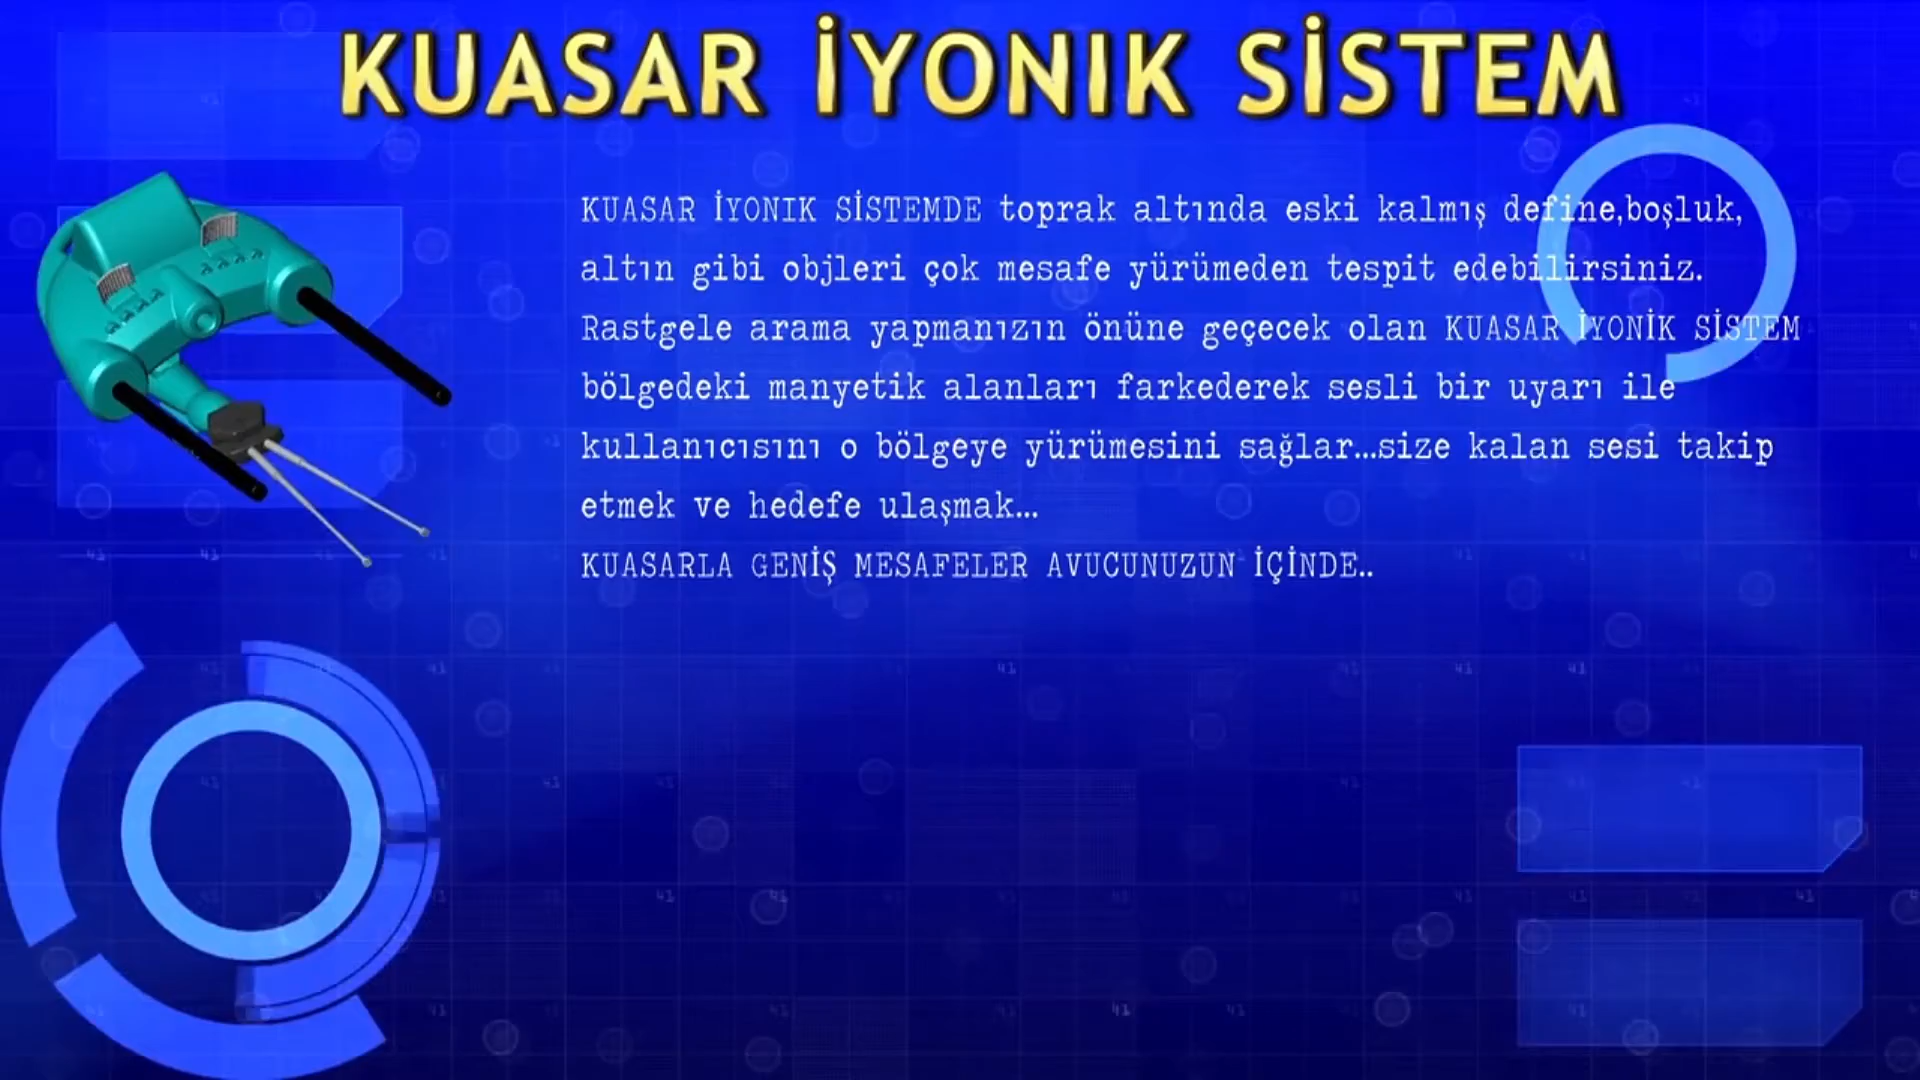 KUASAR İYONIK SİSTEM
KUASAR İYONIK SİSTEMDE toprak altında eski kalmış define,boşluk,
altın gibi objleri çok mesafe yürümeden tespit edebilirsiniz.
Rastgele arama yapmanızın önüne geçecek olan KUASAR İYONİK SİSTEM
bölgedeki manyetik alanları farkederek sesli bir uyarı ile
kullanıcısını o bölgeye yürümesini sağlar...size kalan sesi takip
etmek ve hedefe ulaşmak...
KUASARLA GENİŞ MESAFELER AVUCUNUZUN İÇİNDE..